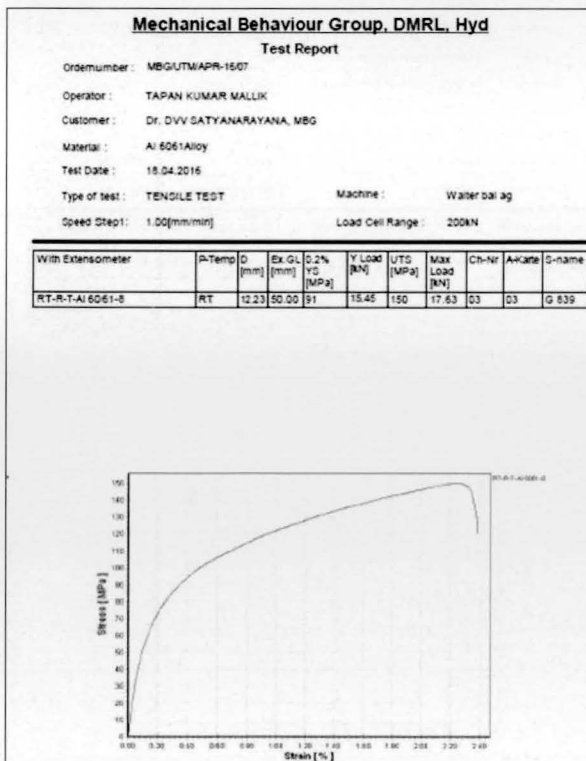 Mechanical Behaviour Group, DMRL, Hyd
Test Report
Ordernumber : MBG/UTM/APR-16/07
Operator : TAPAN KUMAR MALLIK
Customer : Dr. DVV SATYANARAYANA, MBG
Material : Al 6061Alloy
Test Date : 18.04.2016
Type of test : TENSILE TEST Machine : Walter bai ag
Speed Step1: 1.00[mm/min] Load Cell Range : 200kN
With Extensometer P-Temp D [mm] Ex.GL [mm] 0.2% YS [MPa] Y Load [kN] UTS [MPa] Max Load [kN] Ch-Nr A-Karte S-name
RT-R-T-Al 6061-8 RT 12.23 50.00 91 15.45 150 17.63 03 03 G 839
150
140
130
120
110
100
90
80
70
60
50
40
30
20
10
0
Stress [ MPa ]
0.00
Strain [ % ]